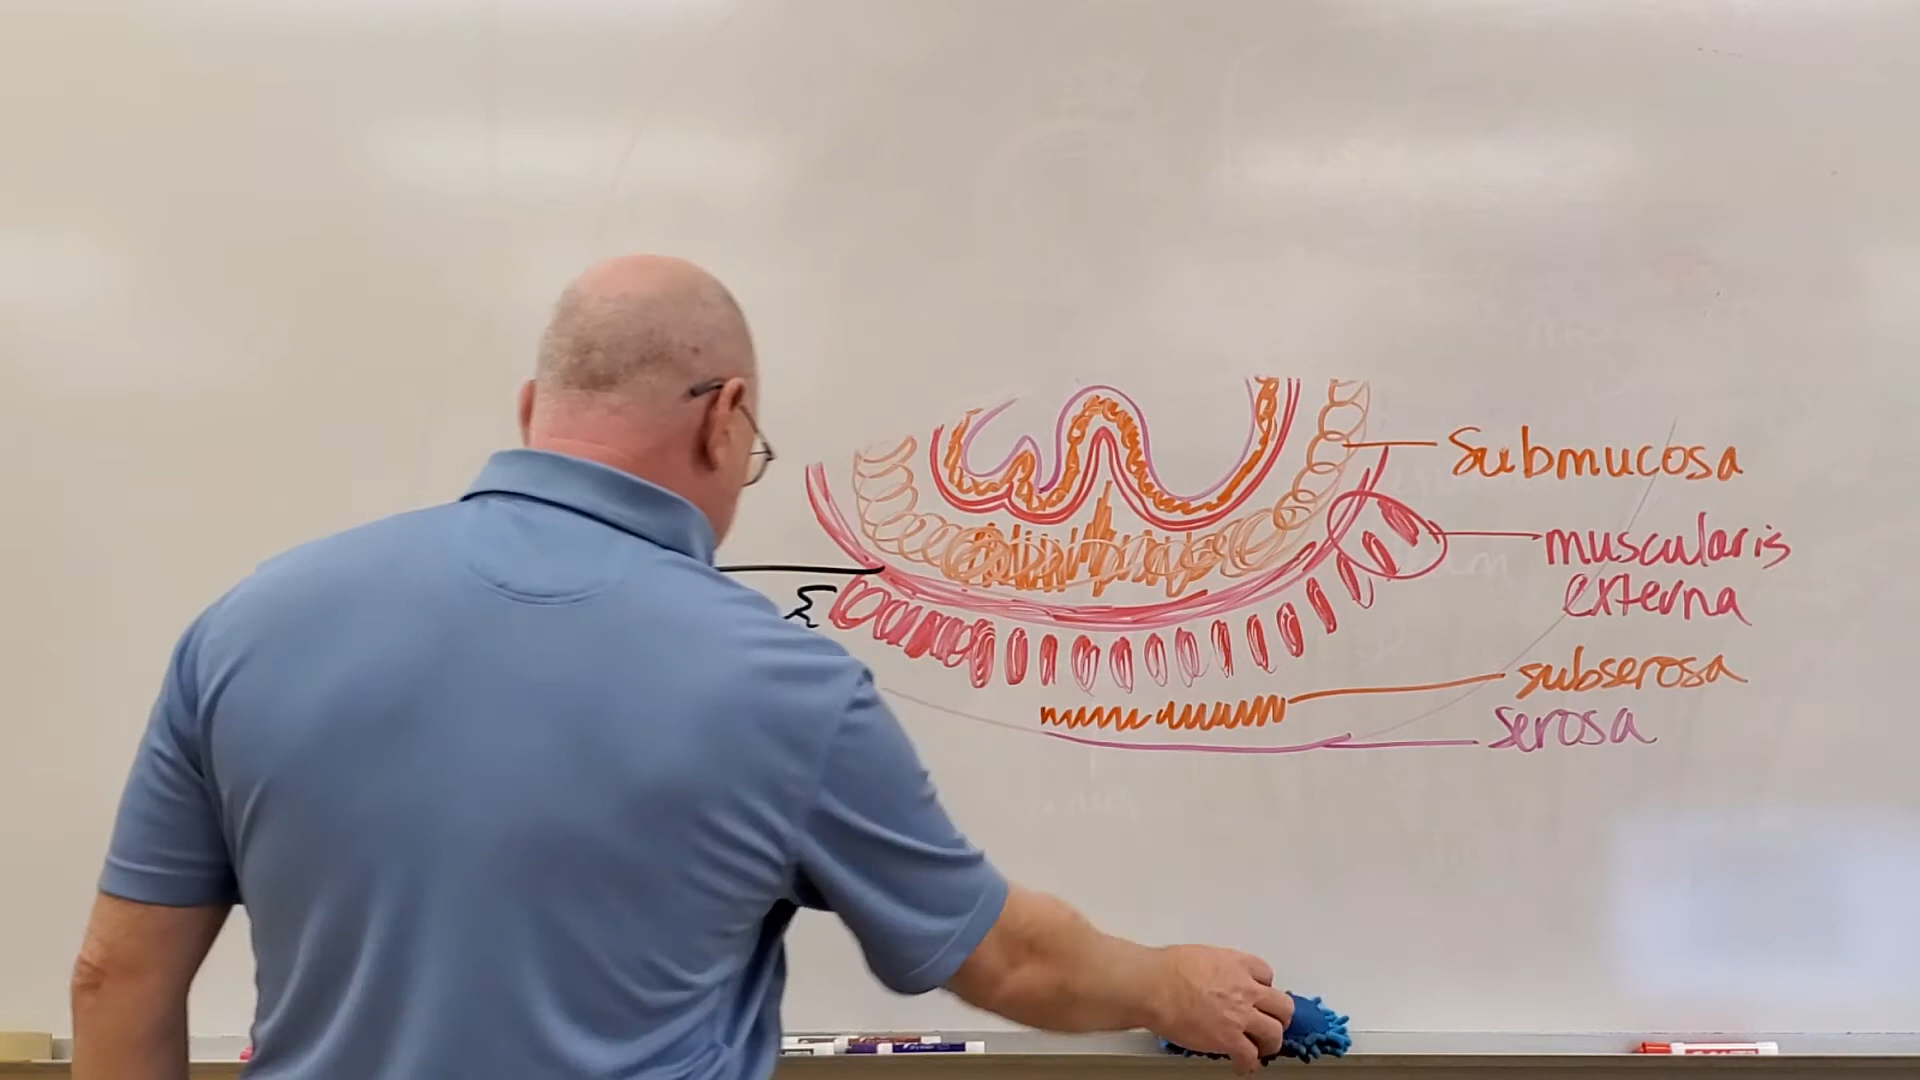 Submucosa
muscularis
externa
subserosa
serosa